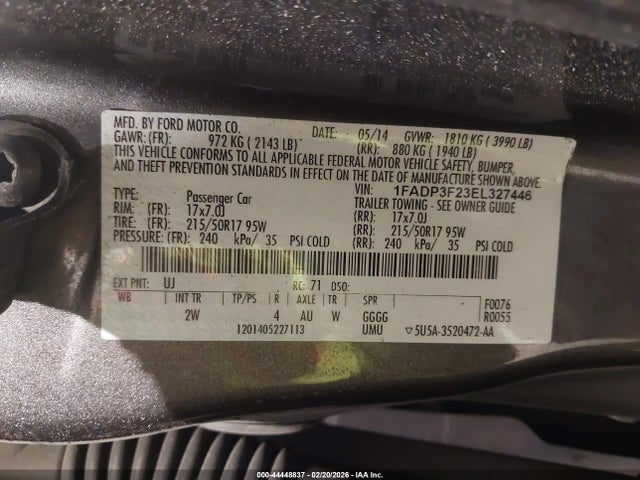 MFD. BY FORD MOTOR CO. DATE: 05/14 GVWR: 1810 KG ( 3990 LB)
GAWR: (FR): 972 KG ( 2143 LB) (RR): 880 KG ( 1940 LB)
THIS VEHICLE CONFORMS TO ALL APPLICABLE FEDERAL MOTOR VEHICLE SAFETY, BUMPER,
AND THEFT PREVENTION STANDARDS IN EFFECT ON THE DATE OF MANUFACTURE SHOWN ABOVE.
VIN: 1FADP3F23EL327446
TYPE: Passenger Car TRAILER TOWING - SEE OWNER GUIDE
RIM: (FR): 17x7.0J (RR): 17x7.0J
TIRE: (FR): 215/50R17 95W (RR): 215/50R17 95W
PRESSURE: (FR): 240 kPa/ 35 PSI COLD (RR): 240 kPa/ 35 PSI COLD
EXT PNT: UJ RC: 71 DSO:
WB INT TR TP/PS R AXLE TR SPR F0076
2W 4 AU W GGGG R0055
1201405227113 UMU ▽5U5A-3520472-AA
000-44448837 - 02/20/2026 - IAA